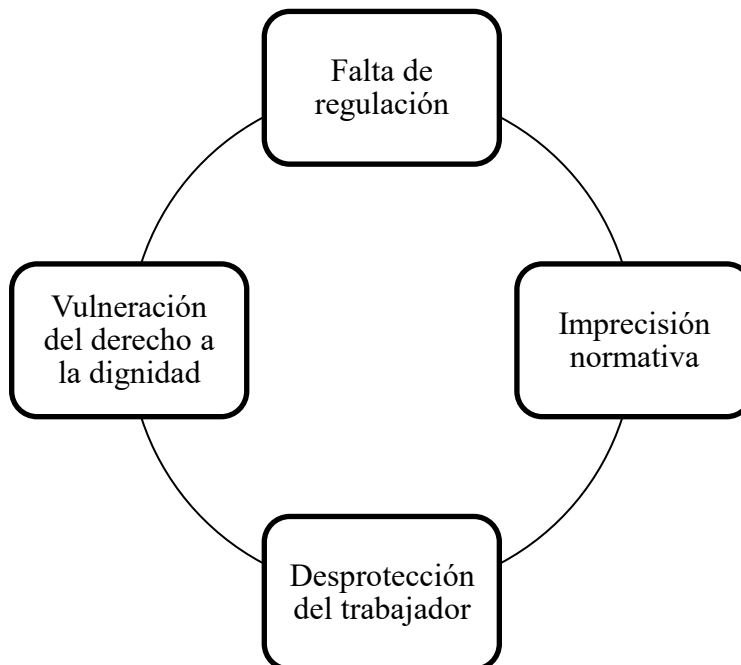 Falta de
regulación
Vulneración
del derecho a
la dignidad
Imprecisión
normativa
Desprotección
del trabajador